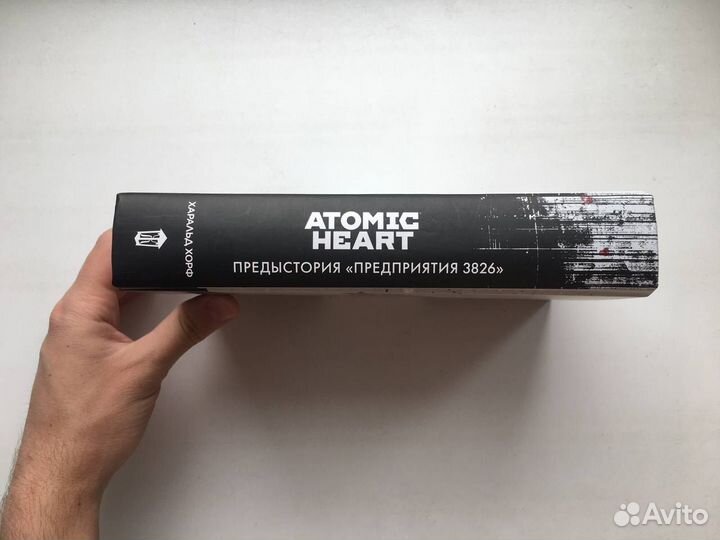 ХАРАЛЬД ХОРФ
ATOMIC
HEART
ПРЕДЫСТОРИЯ «ПРЕДПРИЯТИЯ 3826»
Avito